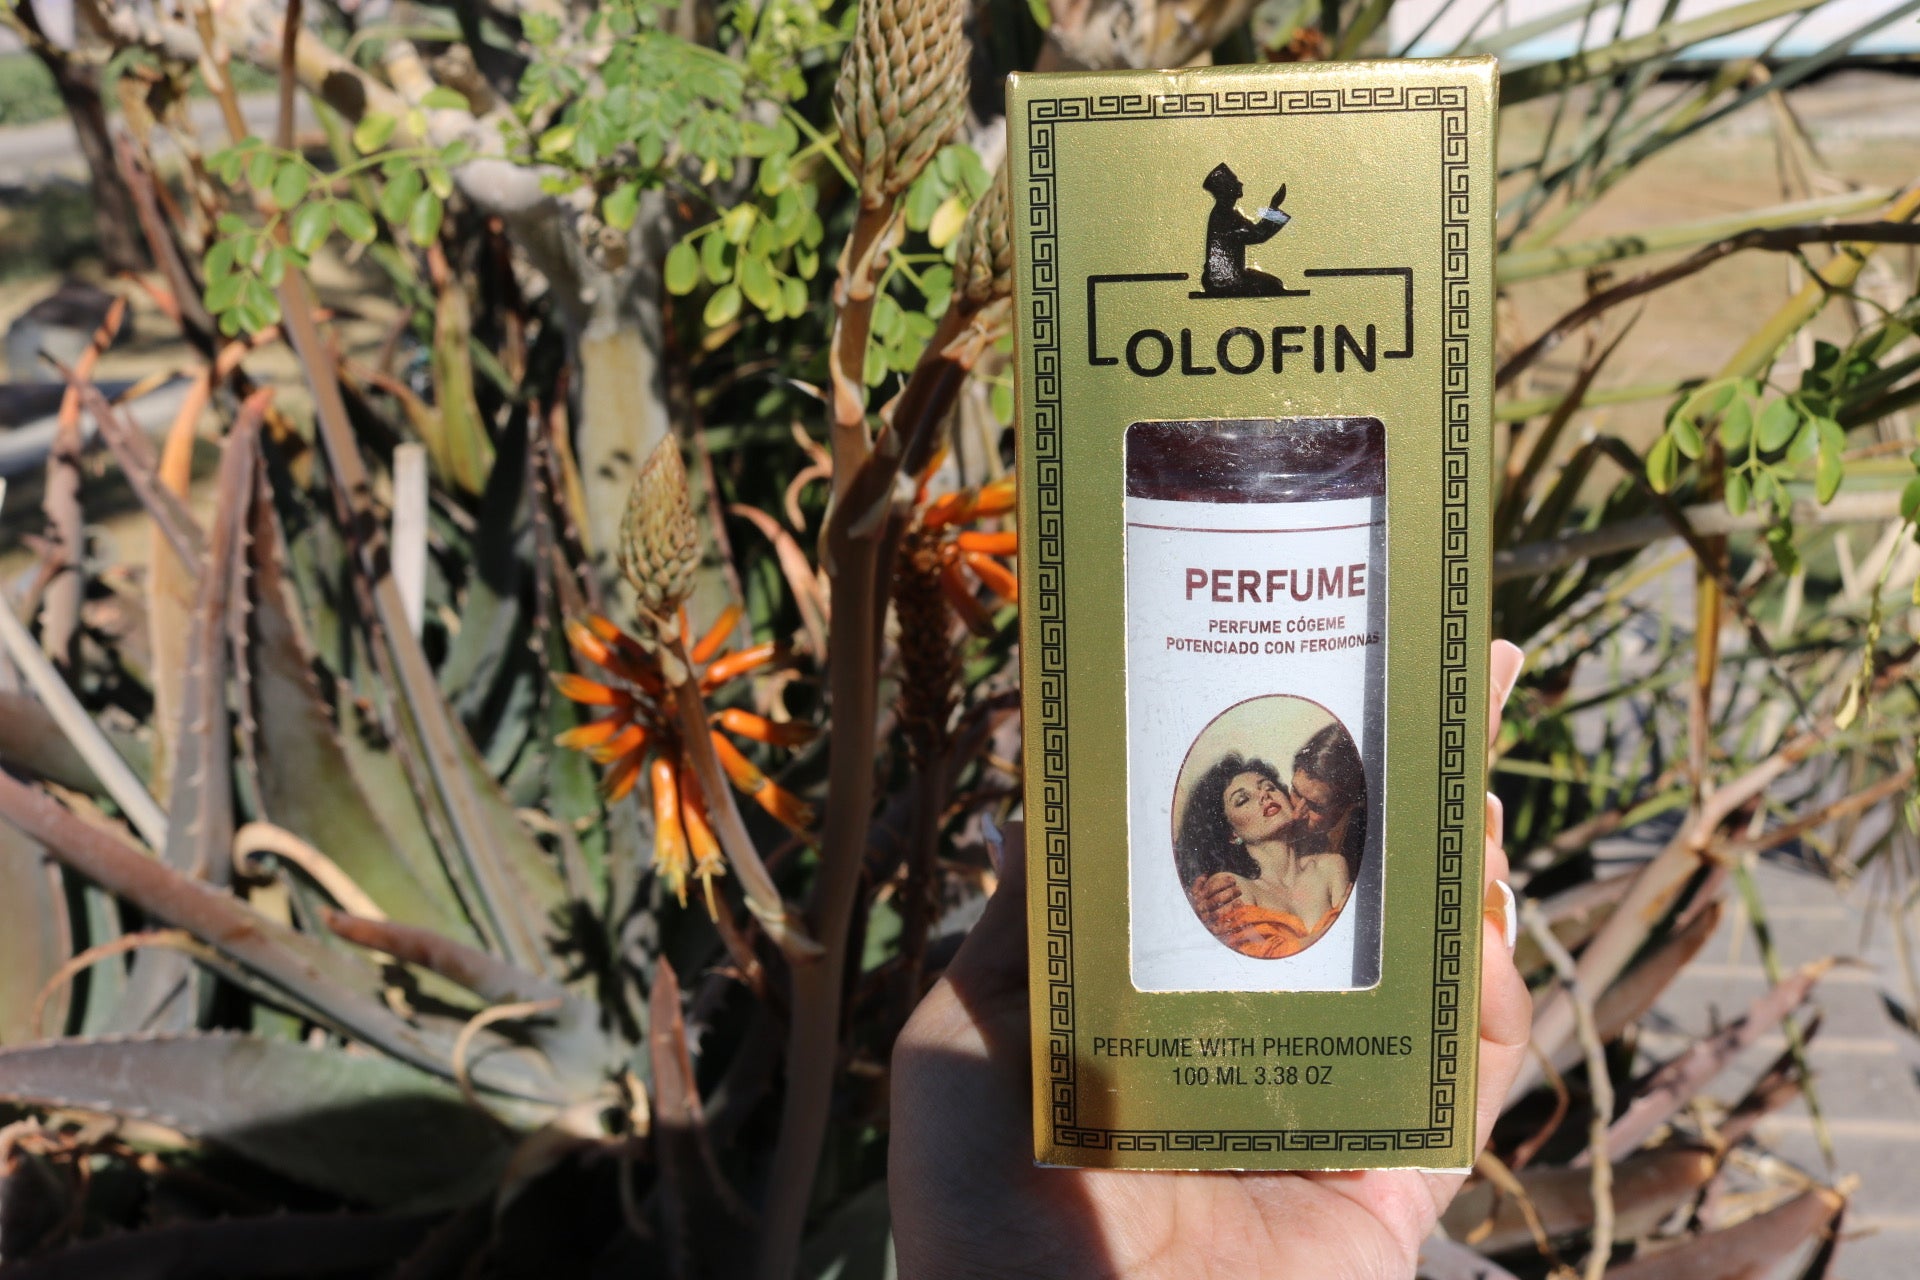 OLOFIN
PERFUME
PERFUME CÓGEME
POTENCIADO CON FEROMONAS
PERFUME WITH PHEROMONES
100 ML 3.38 OZ